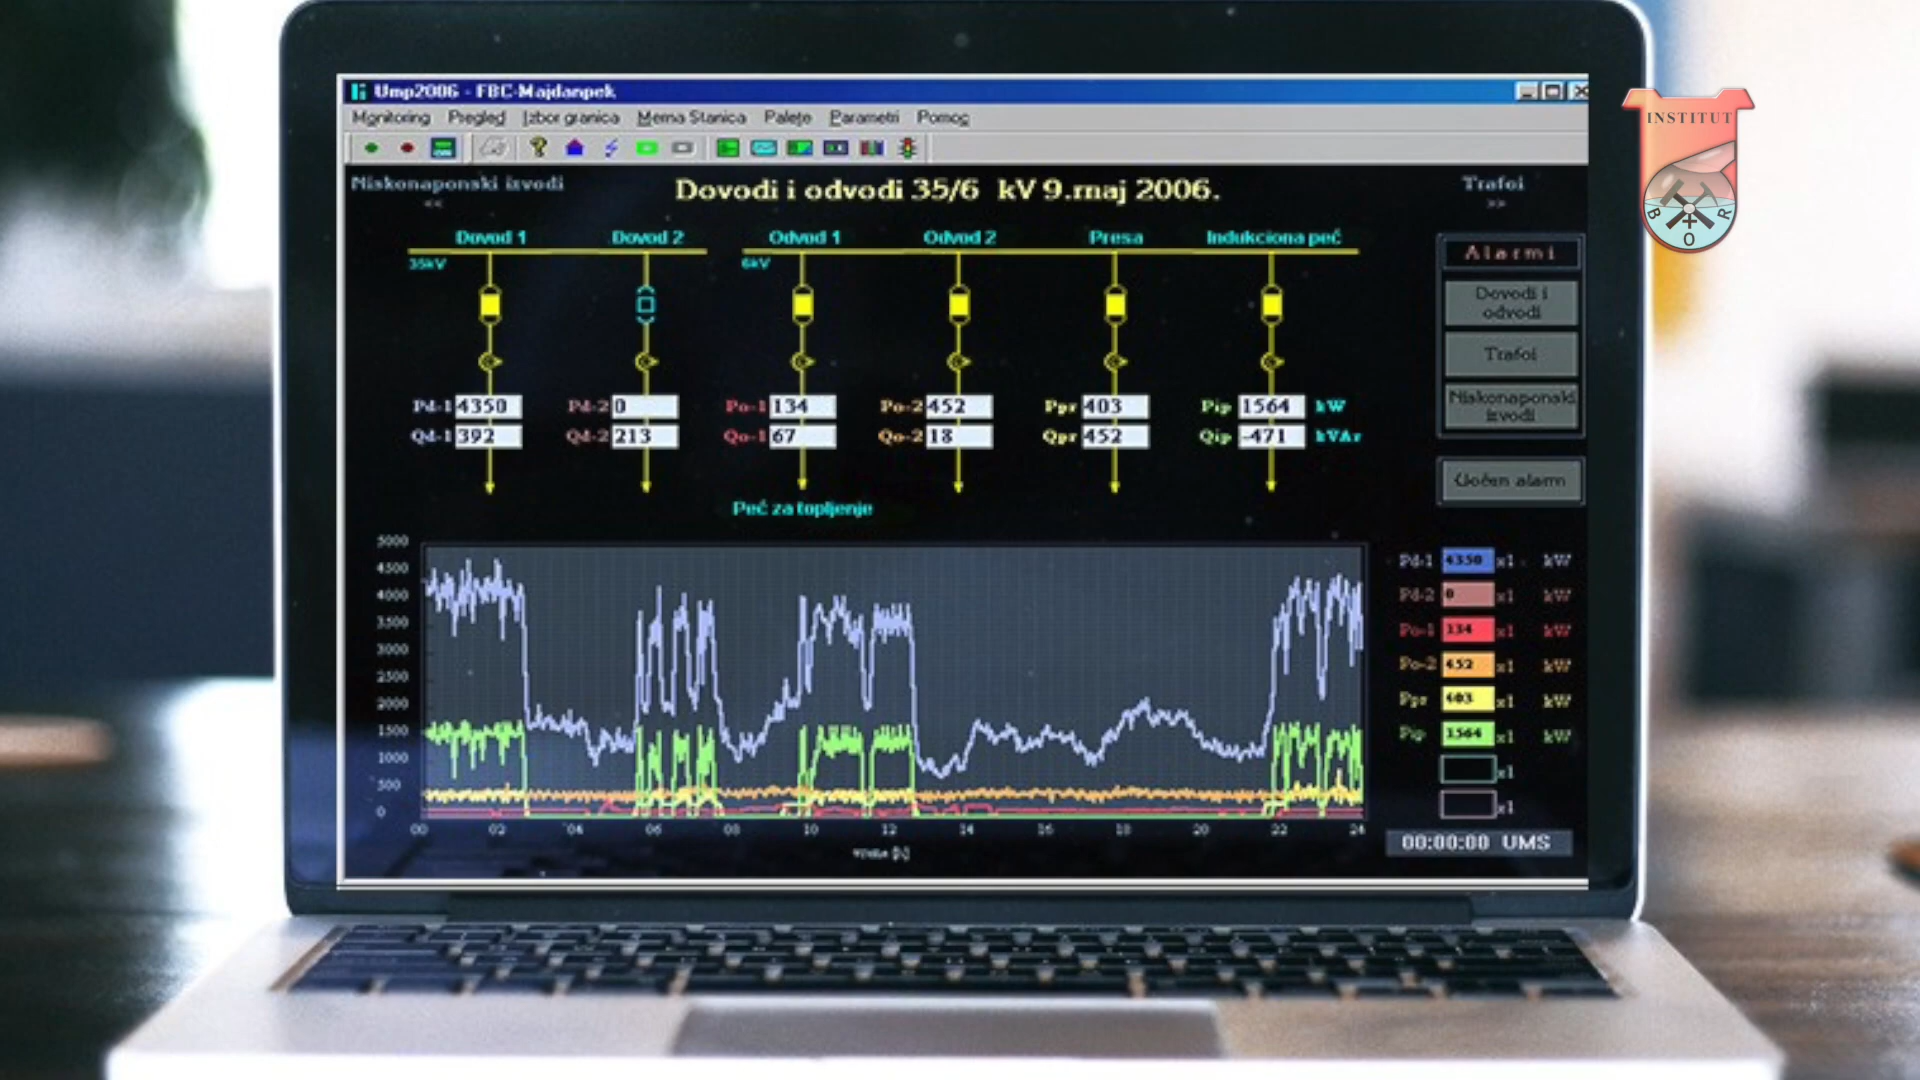 Ump2006 - FBC-Majdanpek
Monitoring Pregled Izbor granica Merna Stanica Palete Parametri Pomoć
Niskonaponski izvodi
<<
Dovodi i odvodi 35/6 kV 9.maj 2006.
Trafoi
>>
Dovod 1 Dovod 2 Odvod 1 Odvod 2 Presa Indukciona peć
35kV 6kV
Pd-1 4350 Pd-2 0 Po-1 134 Po-2 452 Ppr 403 Pip 1564 kW
Qd-1 392 Qd-2 213 Qo-1 67 Qo-2 18 Qpr 452 Qip -471 kVAr
Alarmi
Dovodi i
odvodi
Trafoi
Niskonaponski
izvodi
Uočen alarm
Peć za topljenje
5000
4500
4000
3500
3000
2500
2000
1500
1000
500
0
00 02 04 06 08 10 12 14 16 18 20 22 24
vreme [h]
Pd-1 4350 x1 kW
Pd-2 0 x1 kW
Po-1 134 x1 kW
Po-2 452 x1 kW
Ppr 403 x1 kW
Pip 1564 x1 kW
x1
x1
00:00:00 UMS
INSTITUT
B O R